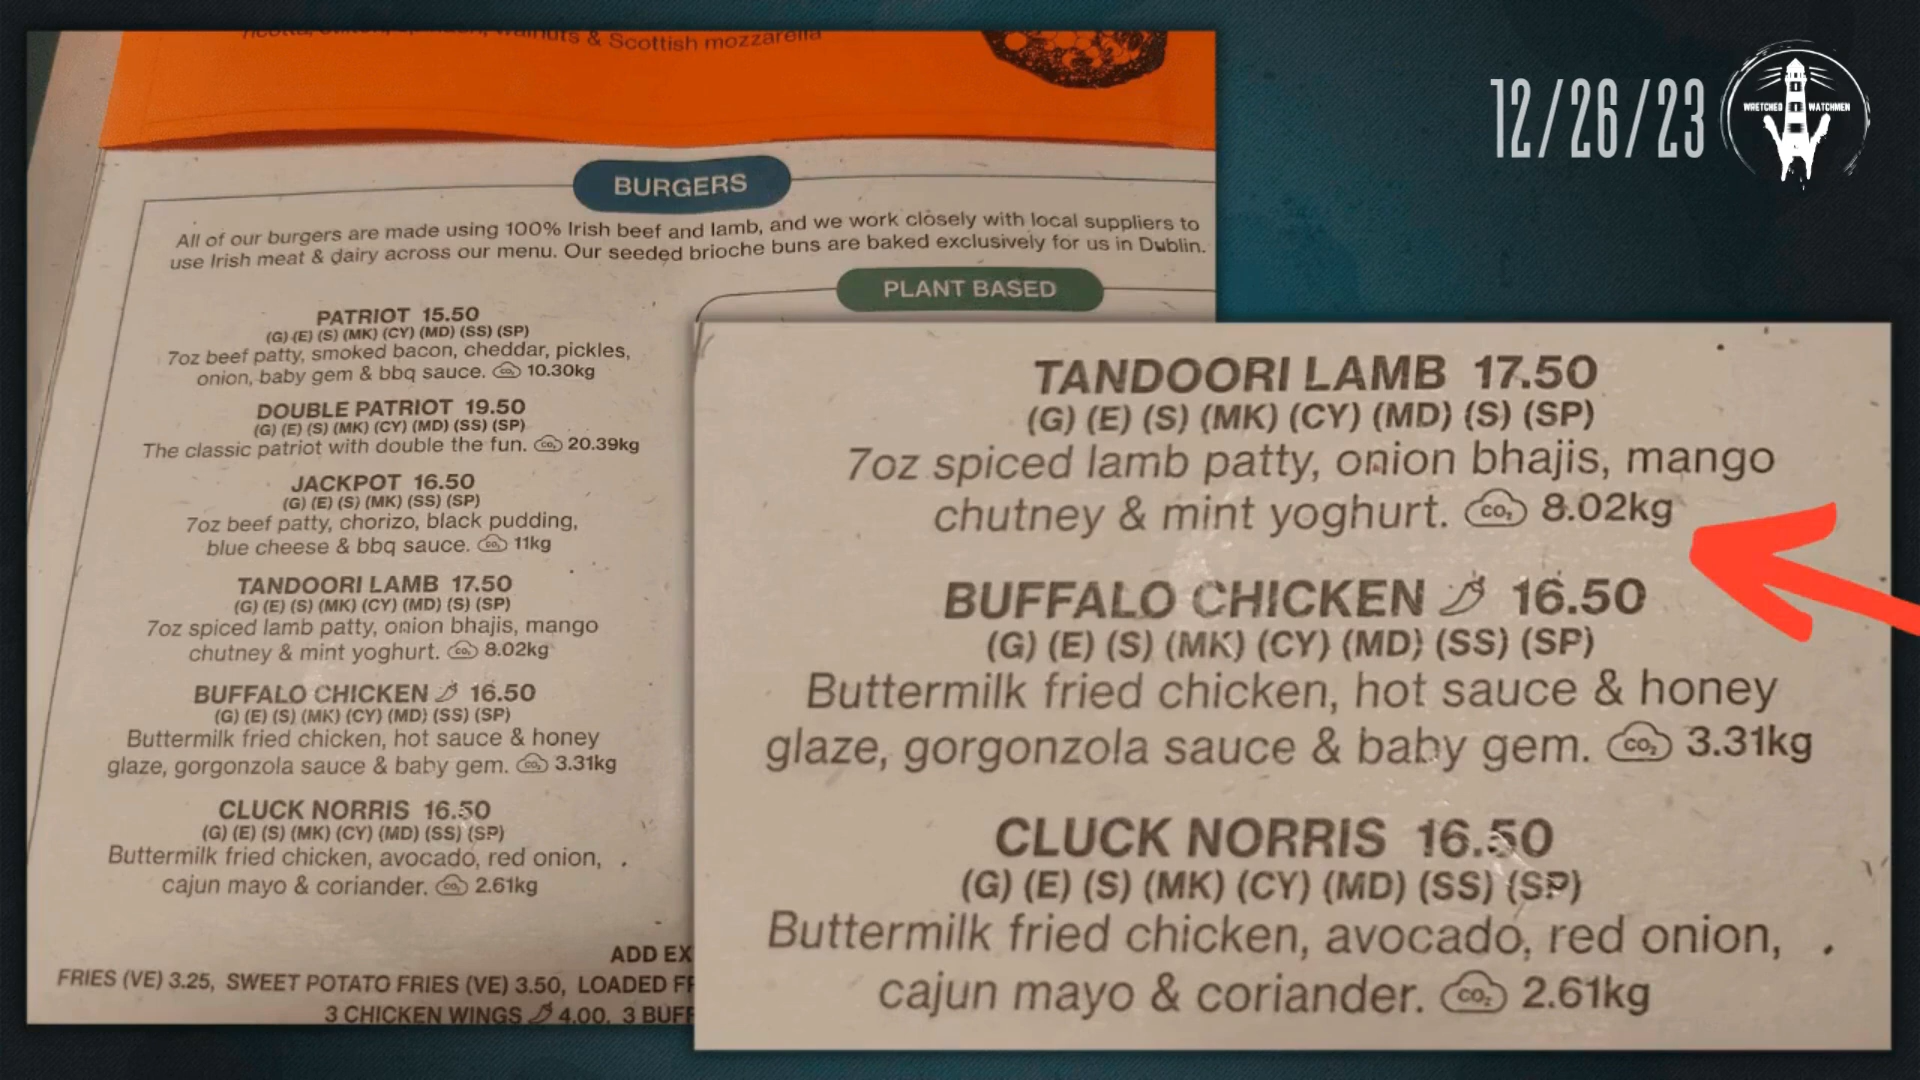 ricotta, spinach, walnuts & Scottish mozzarella
BURGERS
All of our burgers are made using 100% Irish beef and lamb, and we work closely with local suppliers to
use Irish meat & dairy across our menu. Our seeded brioche buns are baked exclusively for us in Dublin.
PLANT BASED
PATRIOT 15.50
(G) (E) (S) (MK) (CY) (MD) (SS) (SP)
7oz beef patty, smoked bacon, cheddar, pickles,
onion, baby gem & bbq sauce. CO₂ 10.30kg
DOUBLE PATRIOT 19.50
(G) (E) (S) (MK) (CY) (MD) (SS) (SP)
The classic patriot with double the fun. CO₂ 20.39kg
JACKPOT 16.50
(G) (E) (S) (MK) (SS) (SP)
7oz beef patty, chorizo, black pudding,
blue cheese & bbq sauce. CO₂ 11kg
TANDOORI LAMB 17.50
(G) (E) (S) (MK) (CY) (MD) (S) (SP)
7oz spiced lamb patty, onion bhajis, mango
chutney & mint yoghurt. CO₂ 8.02kg
BUFFALO CHICKEN 16.50
(G) (E) (S) (MK) (CY) (MD) (SS) (SP)
Buttermilk fried chicken, hot sauce & honey
glaze, gorgonzola sauce & baby gem. CO₂ 3.31kg
CLUCK NORRIS 16.50
(G) (E) (S) (MK) (CY) (MD) (SS) (SP)
Buttermilk fried chicken, avocado, red onion,
cajun mayo & coriander. CO₂ 2.61kg
ADD EX
FRIES (VE) 3.25, SWEET POTATO FRIES (VE) 3.50, LOADED FR
3 CHICKEN WINGS 4.00, 3 BUFF
12/26/23
WRETCHED WATCHMEN
TANDOORI LAMB 17.50
(G) (E) (S) (MK) (CY) (MD) (S) (SP)
7oz spiced lamb patty, onion bhajis, mango
chutney & mint yoghurt. CO₂ 8.02kg
BUFFALO CHICKEN 16.50
(G) (E) (S) (MK) (CY) (MD) (SS) (SP)
Buttermilk fried chicken, hot sauce & honey
glaze, gorgonzola sauce & baby gem. CO₂ 3.31kg
CLUCK NORRIS 16.50
(G) (E) (S) (MK) (CY) (MD) (SS) (SP)
Buttermilk fried chicken, avocado, red onion,
cajun mayo & coriander. CO₂ 2.61kg